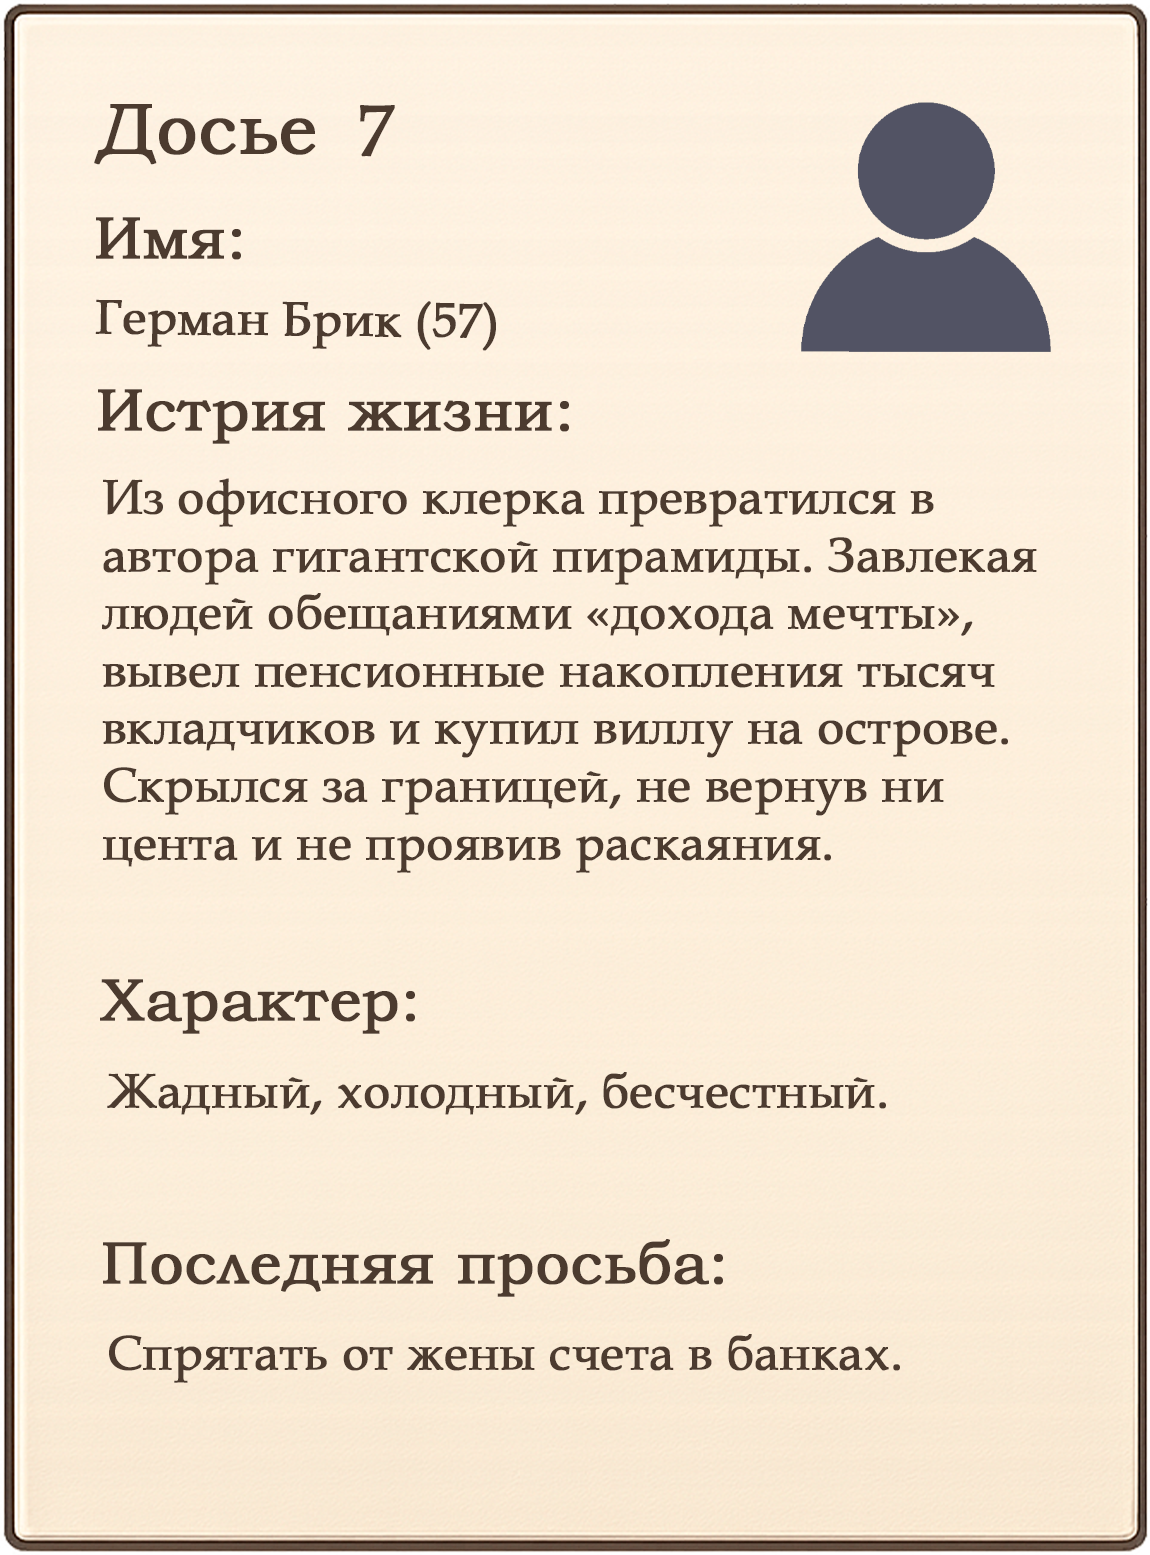 Досье 7
Имя:
Герман Брик (57)
Истрия жизни:
Из офисного клерка превратился в
автора гигантской пирамиды. Завлекая
людей обещаниями «дохода мечты»,
вывел пенсионные накопления тысяч
вкладчиков и купил виллу на острове.
Скрылся за границей, не вернув ни
цента и не проявив раскаяния.
Характер:
Жадный, холодный, бесчестный.
Последняя просьба:
Спрятать от жены счета в банках.